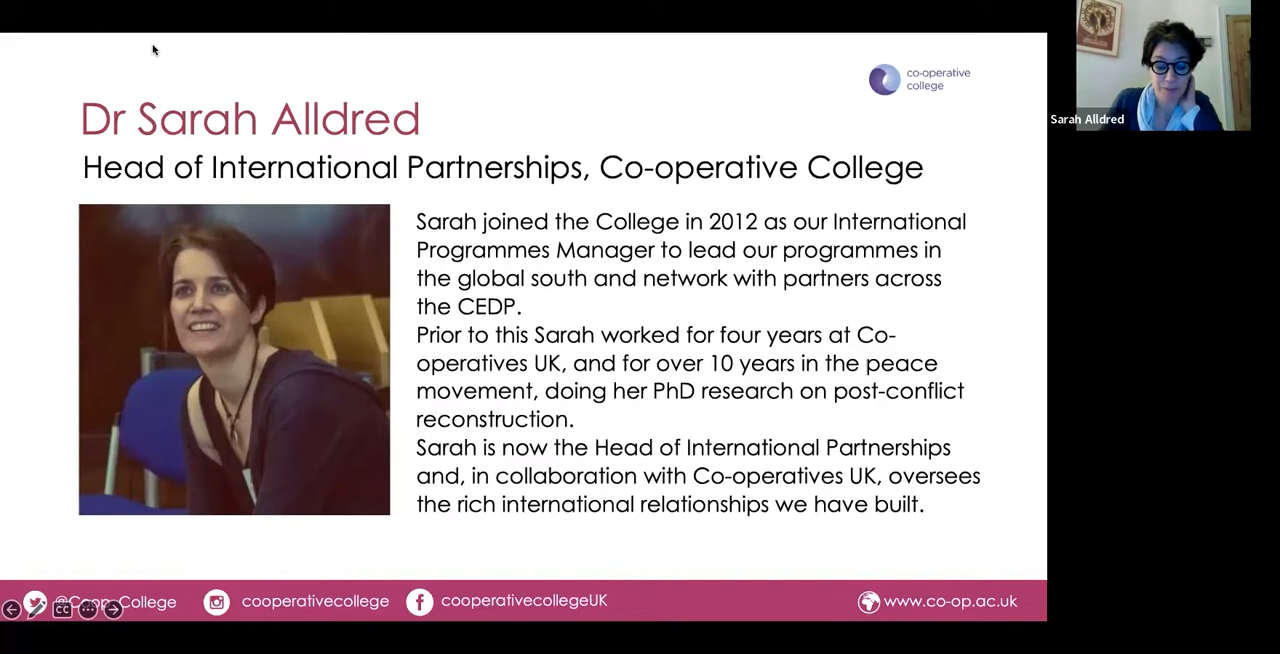 co-operative
college
Dr Sarah Alldred
Head of International Partnerships, Co-operative College
Sarah joined the College in 2012 as our International
Programmes Manager to lead our programmes in
the global south and network with partners across
the CEDP.
Prior to this Sarah worked for four years at Co-
operatives UK, and for over 10 years in the peace
movement, doing her PhD research on post-conflict
reconstruction.
Sarah is now the Head of International Partnerships
and, in collaboration with Co-operatives UK, oversees
the rich international relationships we have built.
@Coop_College
cooperativecollege
cooperativecollegeUK
www.co-op.ac.uk
CC
Sarah Alldred